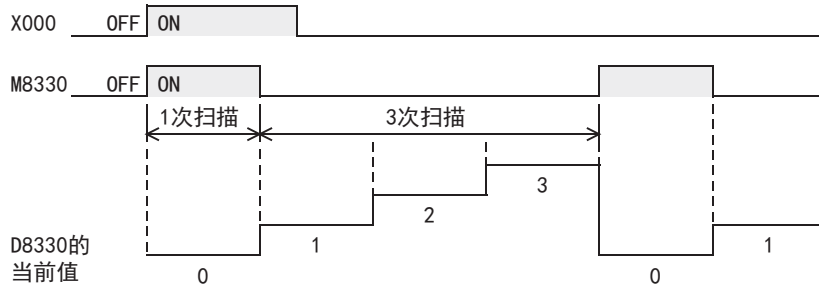 X000 OFF ON
M8330 OFF ON
1次扫描 3次扫描
3
2
1 1
D8330的
当前值 0 0